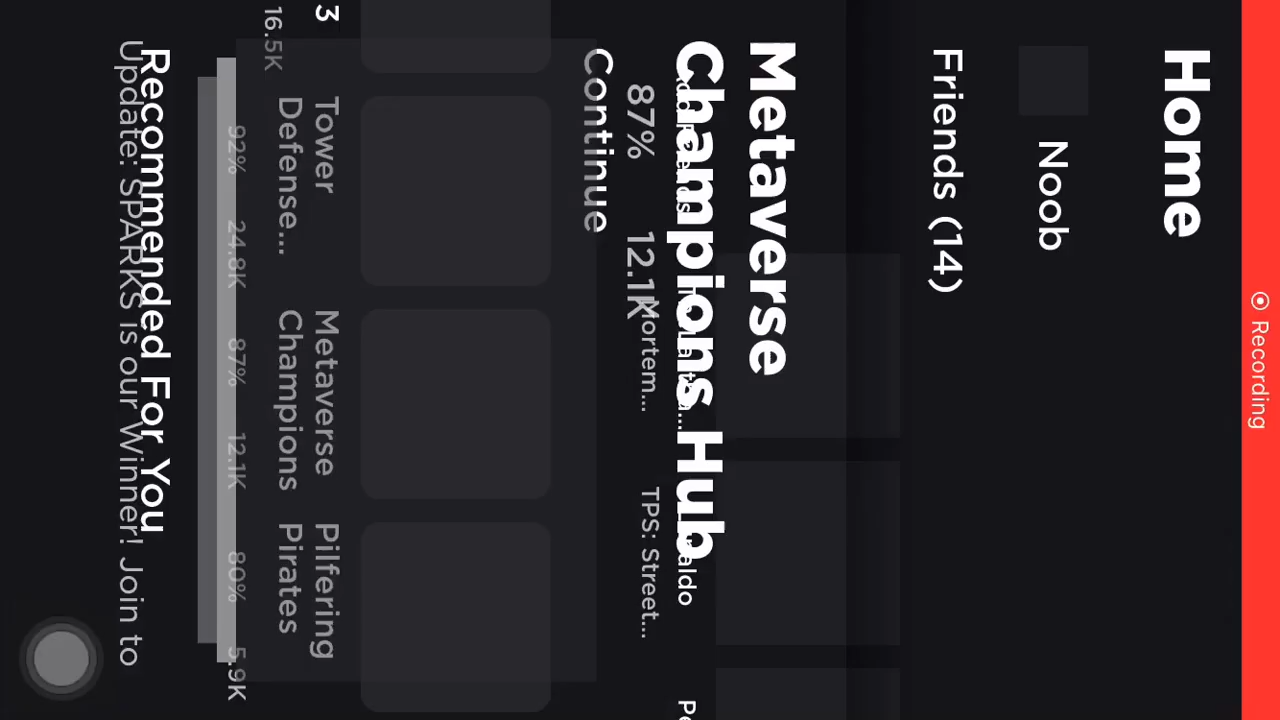 Recording
Home
Noob
Friends (14)
Metaverse
Champions Hub
Mortem...
TPS: Street...
87%
12.1K
Continue
3
Tower
Defense...
Metaverse
Champions
Pilfering
Pirates
16.5K
92%
24.8K
87%
12.1K
80%
5.9K
Recommended For You
Update: SPARKS is our Winner! Join to